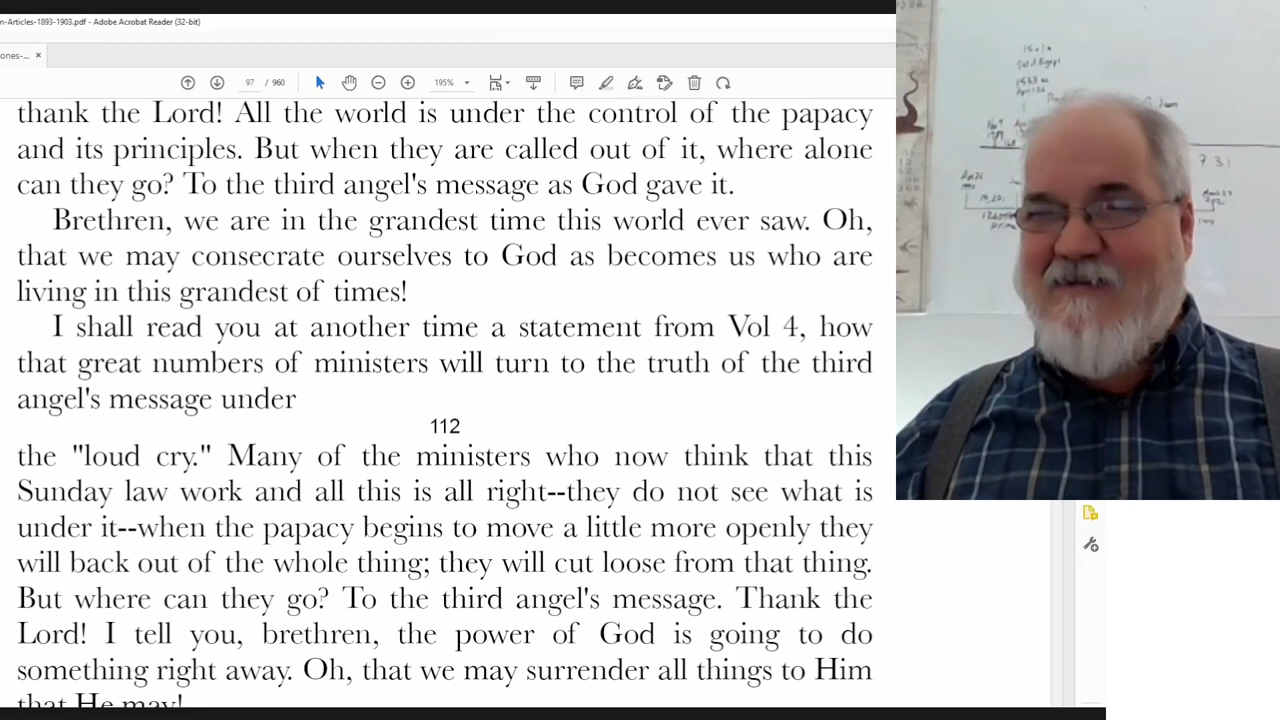 n-Articles-1893-1903.pdf - Adobe Acrobat Reader (32-bit)
ones-... ×
97 / 960
195%
thank the Lord! All the world is under the control of the papacy
and its principles. But when they are called out of it, where alone
can they go? To the third angel's message as God gave it.
Brethren, we are in the grandest time this world ever saw. Oh,
that we may consecrate ourselves to God as becomes us who are
living in this grandest of times!
I shall read you at another time a statement from Vol 4, how
that great numbers of ministers will turn to the truth of the third
angel's message under
112
the "loud cry." Many of the ministers who now think that this
Sunday law work and all this is all right--they do not see what is
under it--when the papacy begins to move a little more openly they
will back out of the whole thing; they will cut loose from that thing.
But where can they go? To the third angel's message. Thank the
Lord! I tell you, brethren, the power of God is going to do
something right away. Oh, that we may surrender all things to Him
that He may!
7 31